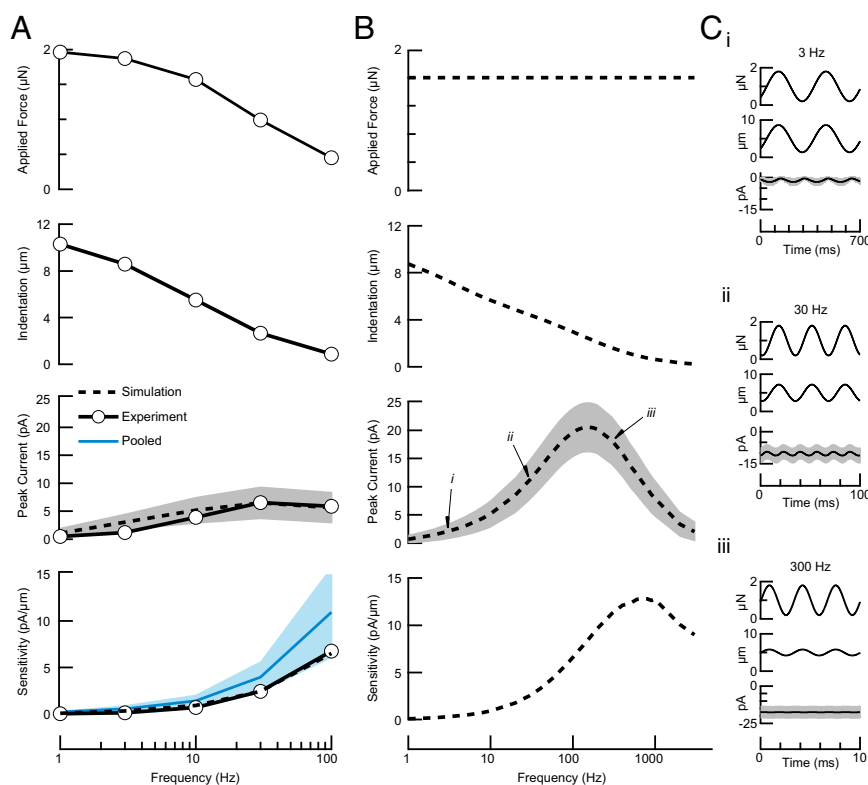 A
2
0
Applied Force (µN)
12
8
4
0
Indentation (µm)
25
20
15
10
5
0
Peak Current (pA)
Simulation
Experiment
Pooled
15
10
5
0
Sensitivity (pA/µm)
1
10
100
Frequency (Hz)
B
2
0
Applied Force (µN)
12
8
4
0
Indentation (µm)
25
20
15
10
5
0
Peak Current (pA)
i
ii
iii
15
10
5
0
Sensitivity (pA/µm)
1
10
100
1000
Frequency (Hz)
C
i
3 Hz
2
0
µN
10
0
µm
0
-15
pA
0
700
Time (ms)
ii
30 Hz
2
0
µN
10
0
µm
0
-15
pA
0
100
Time (ms)
iii
300 Hz
2
0
µN
10
0
µm
0
-25
pA
0
10
Time (ms)